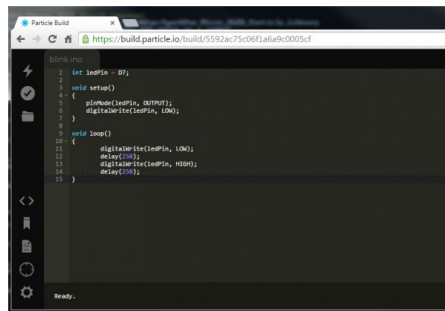 Particle Build
https://build.particle.io/build/5592ac75c06f1a6a9c0005cf
blink.ino
1 int ledPin = D7;
2
3 void setup()
4 {
5 pinMode(ledPin, OUTPUT);
6 digitalWrite(ledPin, LOW);
7 }
8
9 void loop()
10 {
11 digitalWrite(ledPin, LOW);
12 delay(250);
13 digitalWrite(ledPin, HIGH);
14 delay(250);
15 }
Ready.